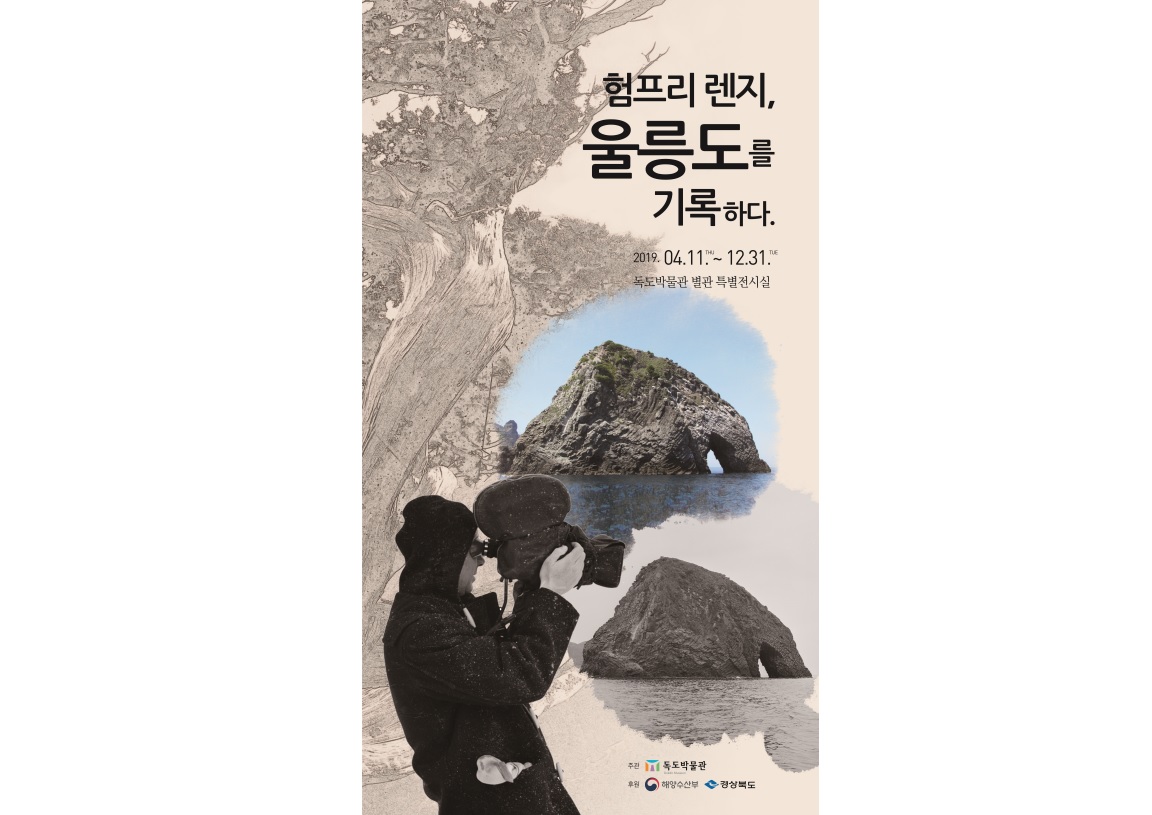 험프리 렌지,
울릉도를
기록하다.
2019. 04.11.THU ~ 12.31.TUE
독도박물관 별관 특별전시실
주관 독도박물관
후원 해양수산부 경상북도